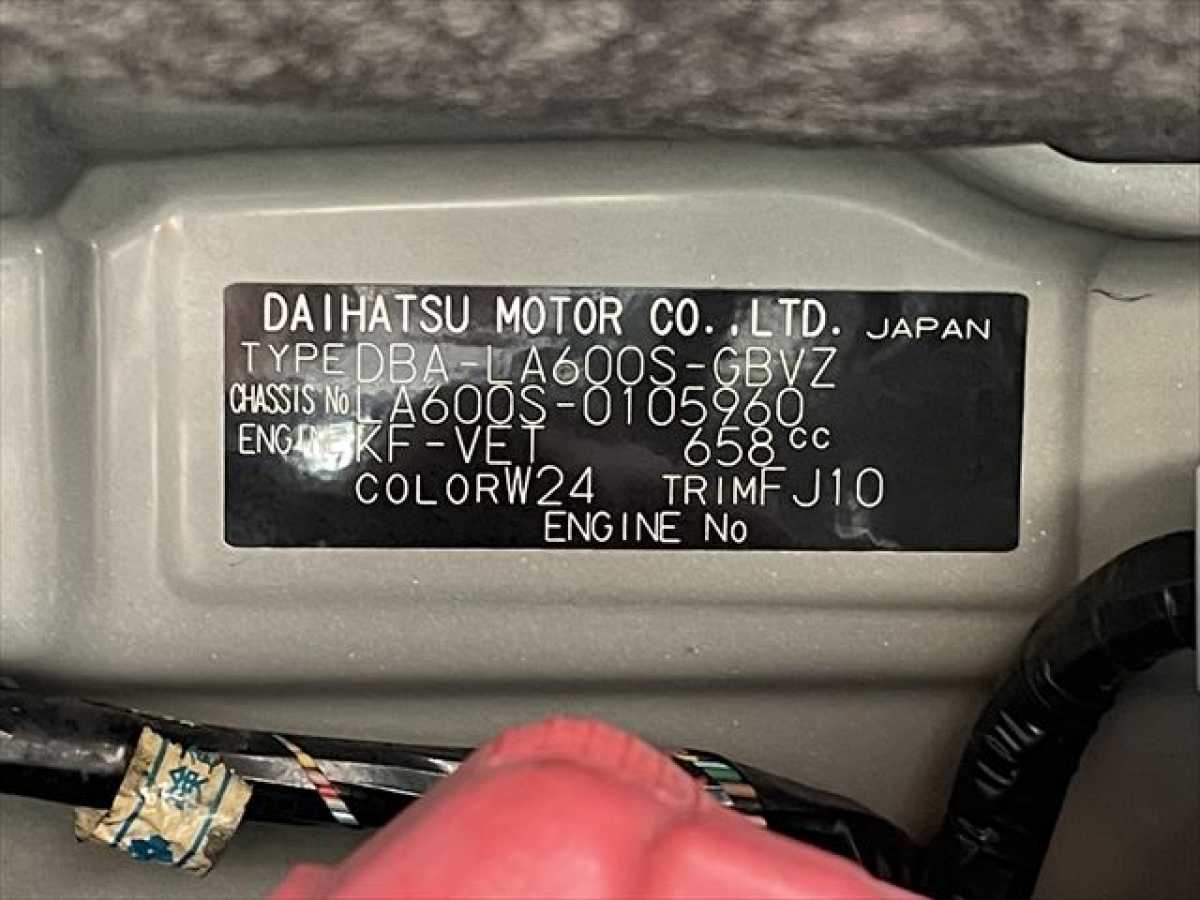 DAIHATSU MOTOR CO.,LTD. JAPAN
TYPE DBA-LA600S-GBVZ
CHASSIS No LA600S-0105960
ENGINE KF-VET 658cc
COLOR W24 TRIM FJ10
ENGINE No